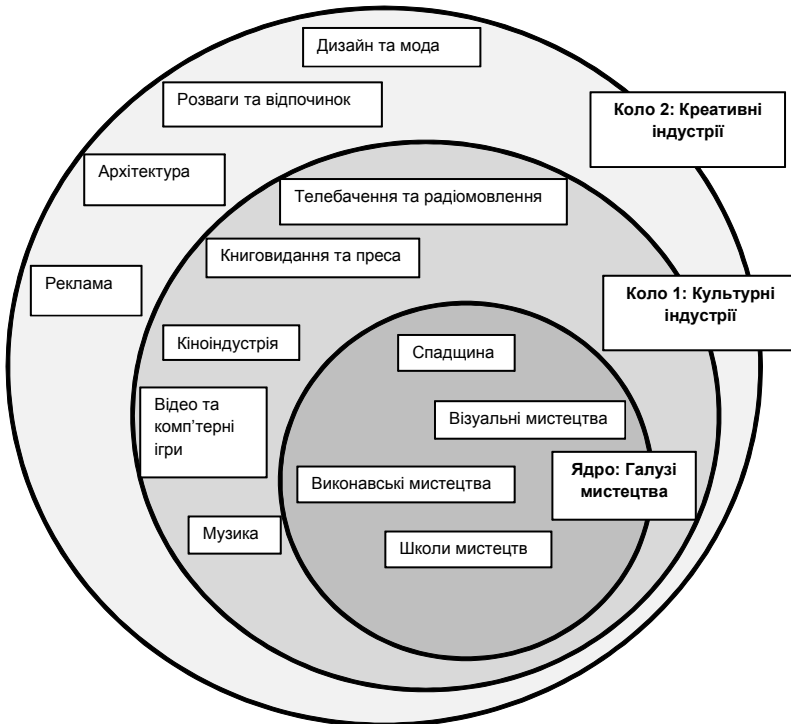 Дизайн та мода
Розваги та відпочинок
Коло 2: Креативні
індустрії
Архітектура
Телебачення та радіомовлення
Книговидання та преса
Реклама
Коло 1: Культурні
індустрії
Кіноіндустрія
Спадщина
Відео та
комп’терні
ігри
Візуальні мистецтва
Ядро: Галузі
мистецтва
Виконавські мистецтва
Музика
Школи мистецтв